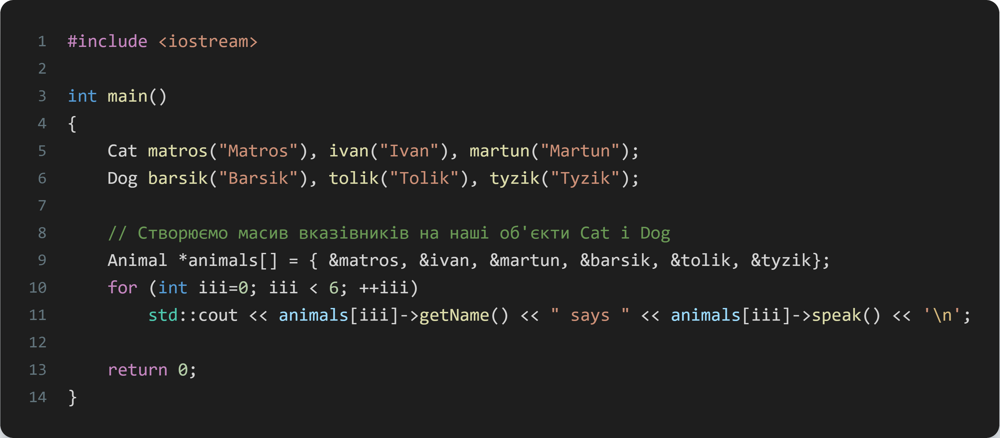 1 #include <iostream>
2
3 int main()
4 {
5     Cat matros("Matros"), ivan("Ivan"), martun("Martun");
6     Dog barsik("Barsik"), tolik("Tolik"), tyzik("Tyzik");
7
8     // Створюємо масив вказівників на наші об'єкти Cat і Dog
9     Animal *animals[] = { &matros, &ivan, &martun, &barsik, &tolik, &tyzik};
10     for (int iii=0; iii < 6; ++iii)
11         std::cout << animals[iii]->getName() << " says " << animals[iii]->speak() << '\n';
12
13     return 0;
14 }